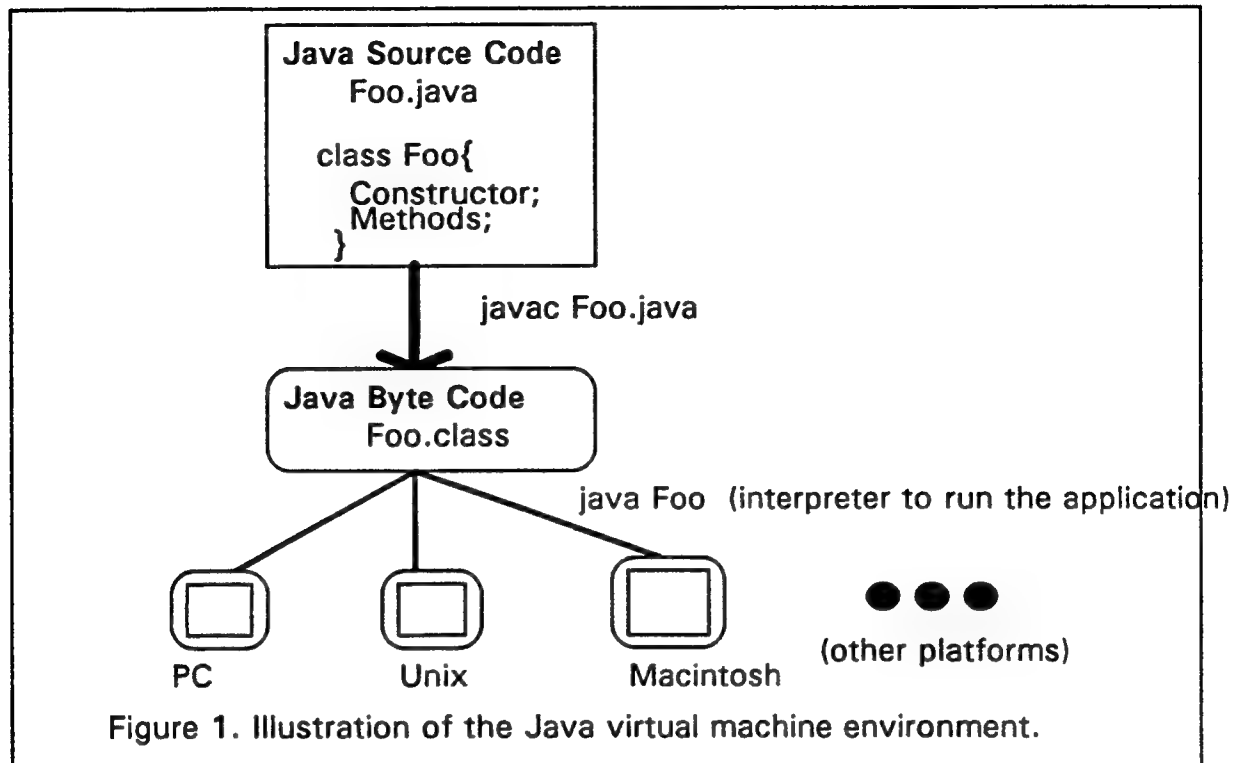 Java Source Code
Foo.java
class Foo{
Constructor;
Methods;
}
javac Foo.java
Java Byte Code
Foo.class
java Foo (interpreter to run the application)
PC
Unix
Macintosh
(other platforms)
Figure 1. Illustration of the Java virtual machine environment.